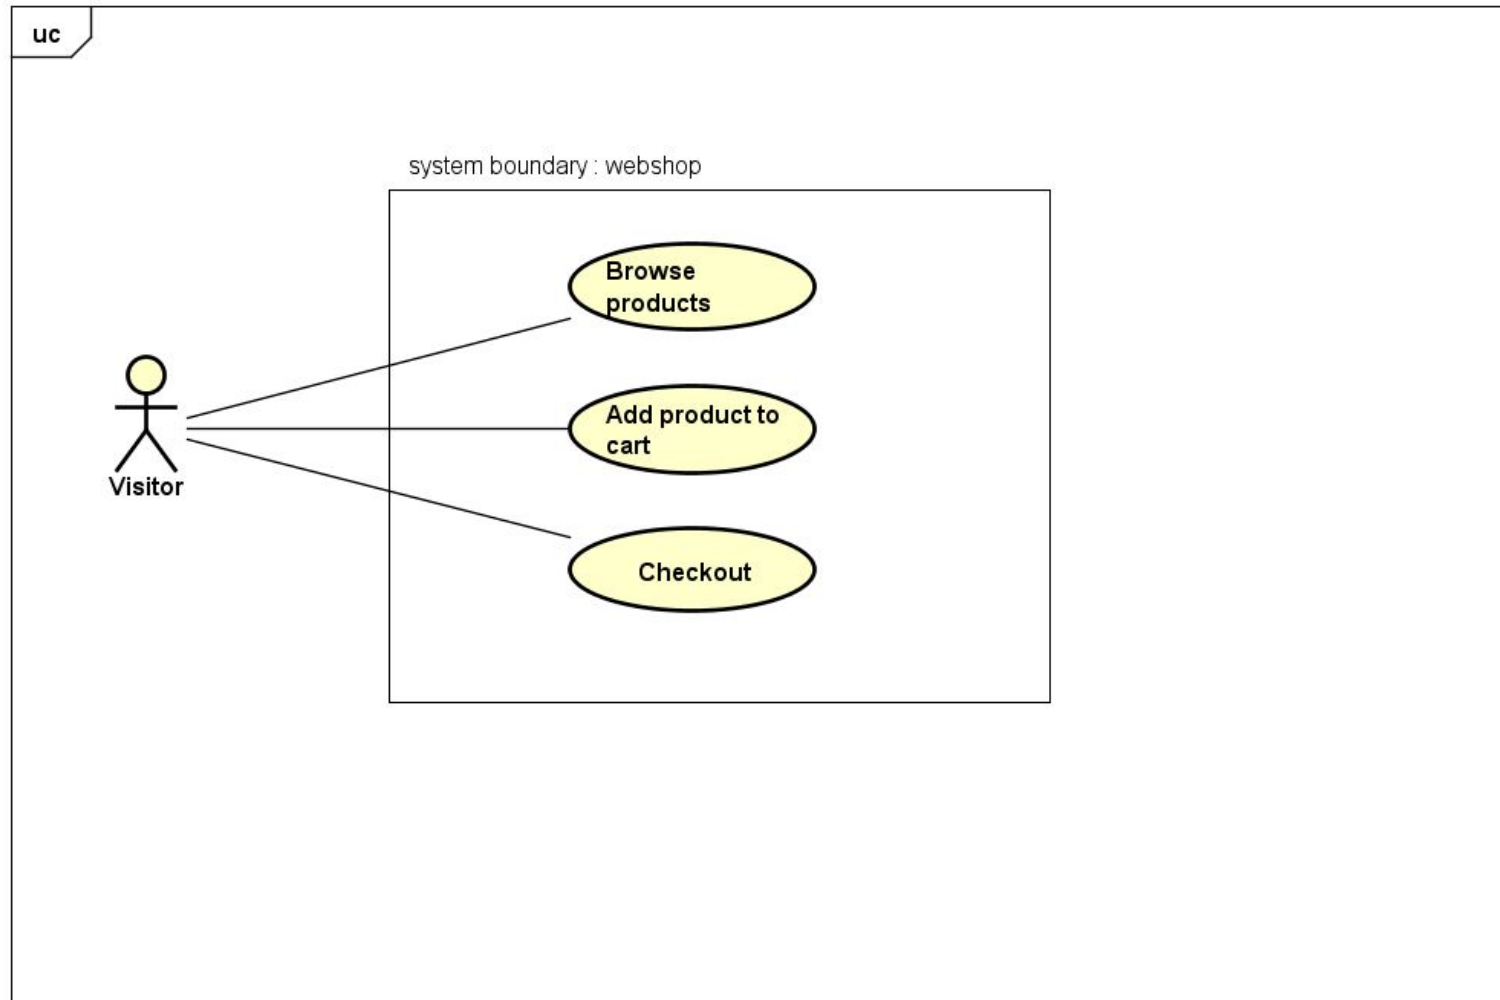 uc
system boundary : webshop
Browse
products
Add product to
cart
Checkout
Visitor